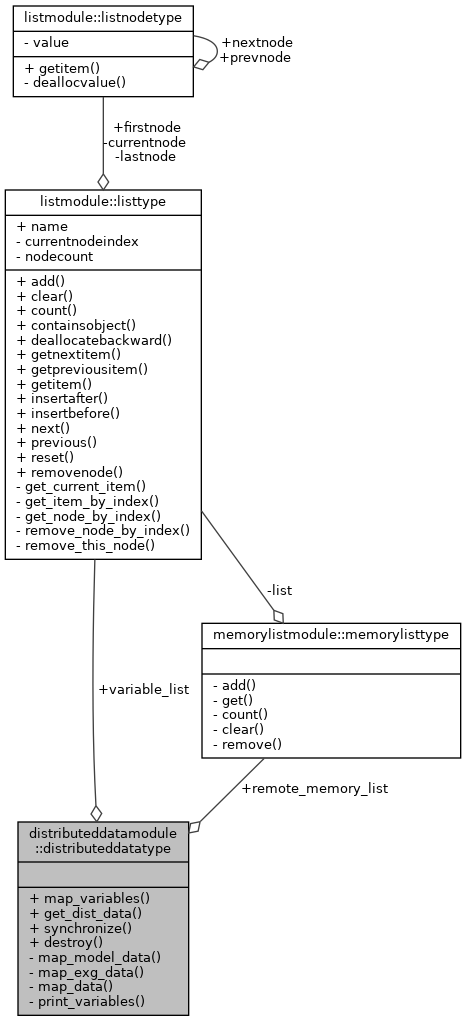 listmodule::listnodetype
- value
+ getitem()
- deallocvalue()
+nextnode
+prevnode
+firstnode
-currentnode
-lastnode
listmodule::listtype
+ name
- currentnodeindex
- nodecount
+ add()
+ clear()
+ count()
+ containsobject()
+ deallocatebackward()
+ getnextitem()
+ getpreviousitem()
+ getitem()
+ insertafter()
+ insertbefore()
+ next()
+ previous()
+ reset()
+ removenode()
- get_current_item()
- get_item_by_index()
- get_node_by_index()
- remove_node_by_index()
- remove_this_node()
-list
memorylistmodule::memorylisttype
- add()
- get()
- count()
- clear()
- remove()
+variable_list
+remote_memory_list
distributeddatamodule
::distributeddatatype
+ map_variables()
+ get_dist_data()
+ synchronize()
+ destroy()
- map_model_data()
- map_exg_data()
- map_data()
- print_variables()